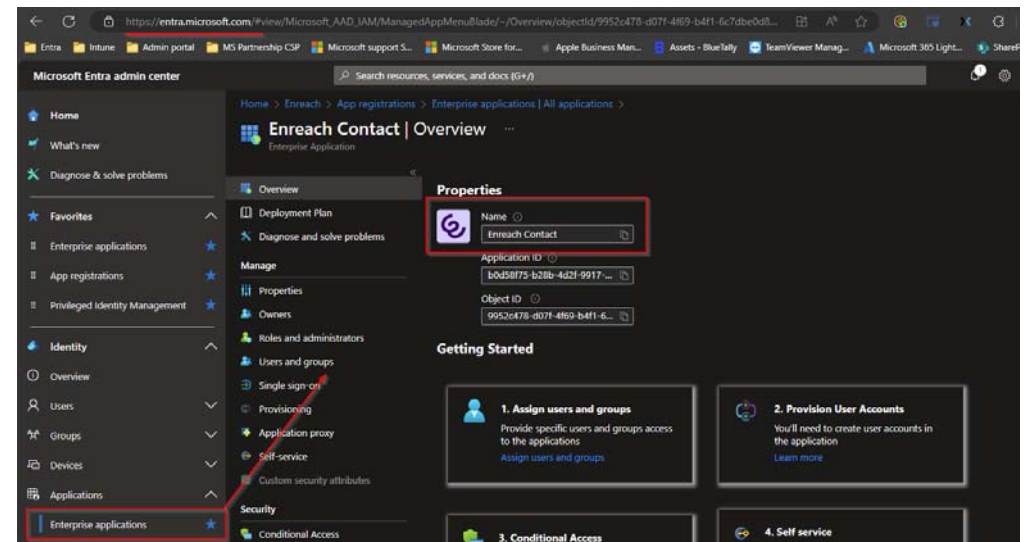 https://entra.microsoft.com/#view/Microsoft_AAD_IAM/ManagedAppMenuBlade/~/Overview/objectId/9952c478-d07f-4f69-b4f1-6c7dbe0d8...
Entra
Intune
Admin portal
MS Partnership CSP
Microsoft support S...
Microsoft Store for...
Apple Business Man...
Assets - BlueTally
TeamViewer Manag...
Microsoft 365 Light...
Microsoft Entra admin center
Search resources, services, and docs (G+/)
Home > Enreach > App registrations > Enterprise applications | All applications >
Enreach Contact | Overview ...
Enterprise Application
Home
What's new
Diagnose & solve problems
Favorites
Enterprise applications
App registrations
Privileged Identity Management
Identity
Overview
Users
Groups
Devices
Applications
Enterprise applications
Overview
Deployment Plan
Diagnose and solve problems
Manage
Properties
Owners
Roles and administrators
Users and groups
Single sign-on
Provisioning
Application proxy
Self-service
Custom security attributes
Security
Conditional Access
Properties
Name
Enreach Contact
Application ID
b0d58f75-b28b-4d2f-9917-...
Object ID
9952c478-d07f-4f69-b4f1-6...
Getting Started
1. Assign users and groups
Provide specific users and groups access
to the applications
Assign users and groups
2. Provision User Accounts
You'll need to create user accounts in
the application
Learn more
3. Conditional Access
4. Self service